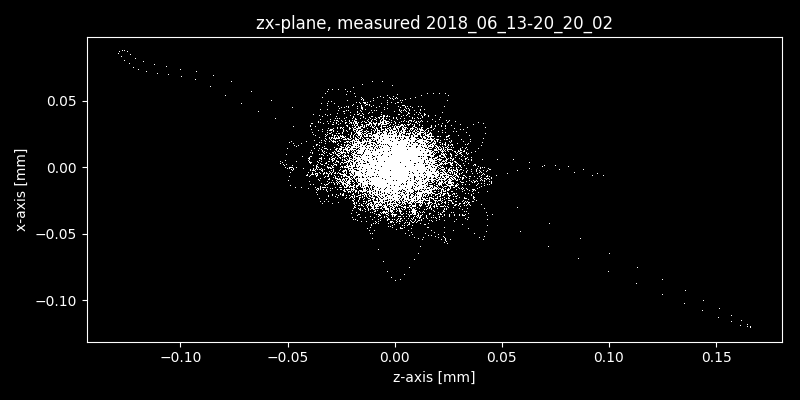 zx-plane, measured 2018_06_13-20_20_02
0.05
0.00
−0.05
−0.10
x-axis [mm]
−0.10 −0.05 0.00 0.05 0.10 0.15
z-axis [mm]